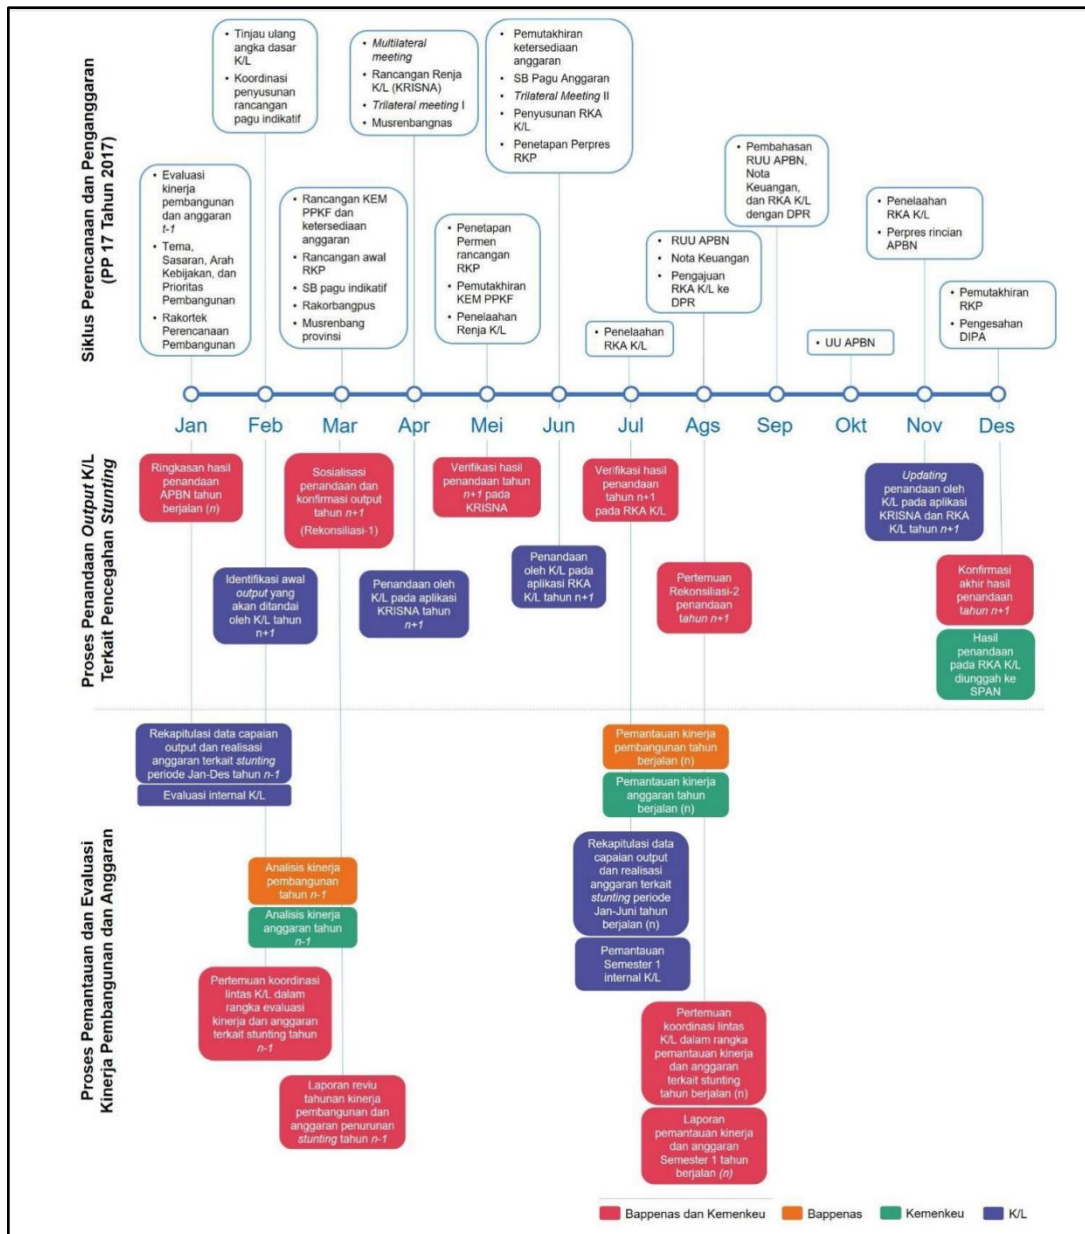 Siklus Perencanaan dan Penganggaran
(PP 17 Tahun 2017)
• Evaluasi
kinerja
pembangunan
dan anggaran
t-1
• Tema,
Sasaran, Arah
Kebijakan, dan
Prioritas
Pembangunan
• Rakortek
Perencanaan
Pembangunan
• Tinjau ulang
angka dasar
K/L
• Koordinasi
penyusunan
rancangan
pagu indikatif
• Rancangan KEM
PPKF dan
ketersediaan
anggaran
• Rancangan awal
RKP
• SB pagu indikatif
• Rakorbangpus
• Musrenbang
provinsi
• Multilateral
meeting
• Rancangan Renja
K/L (KRISNA)
• Trilateral meeting I
• Musrenbangnas
• Penetapan
Permen
rancangan
RKP
• Pemutakhiran
KEM PPKF
• Penelaahan
Renja K/L
• Pemutakhiran
ketersediaan
anggaran
• SB Pagu Anggaran
• Trilateral Meeting II
• Penyusunan RKA
K/L
• Penetapan Perpres
RKP
• Penelaahan
RKA K/L
• RUU APBN
• Nota Keuangan
• Pengajuan
RKA K/L ke
DPR
• Pembahasan
RUU APBN,
Nota
Keuangan,
dan RKA K/L
dengan DPR
• UU APBN
• Penelaahan
RKA K/L
• Perpres rincian
APBN
• Pemutakhiran
RKP
• Pengesahan
DIPA
Jan Feb Mar Apr Mei Jun Jul Ags Sep Okt Nov Des
Proses Penandaan Output K/L
Terkait Pencegahan Stunting
Ringkasan hasil
penandaan
APBN tahun
berjalan (n)
Identifikasi awal
output yang
akan ditandai
oleh K/L tahun
n+1
Sosialisasi
penandaan dan
konfirmasi output
tahun n+1
(Rekonsiliasi-1)
Penandaan oleh
K/L pada aplikasi
KRISNA tahun
n+1
Verifikasi hasil
penandaan tahun
n+1 pada
KRISNA
Penandaan
oleh K/L pada
aplikasi RKA
K/L tahun n+1
Verifikasi hasil
penandaan
tahun n+1
pada RKA K/L
Pertemuan
Rekonsiliasi-2
penandaan
tahun n+1
Updating
penandaan oleh
K/L pada aplikasi
KRISNA dan RKA
K/L tahun n+1
Konfirmasi
akhir hasil
penandaan
tahun n+1
Hasil
penandaan
pada RKA K/L
diunggah ke
SPAN
Proses Pemantauan dan Evaluasi
Kinerja Pembangunan dan Anggaran
Rekapitulasi data capaian
output dan realisasi
anggaran terkait stunting
periode Jan-Des tahun n-1
Evaluasi internal K/L
Analisis kinerja
pembangunan
tahun n-1
Analisis kinerja
anggaran tahun
n-1
Pertemuan koordinasi
lintas K/L dalam
rangka evaluasi
kinerja dan anggaran
terkait stunting tahun
n-1
Laporan reviu
tahunan kinerja
pembangunan dan
anggaran penurunan
stunting tahun n-1
Pemantauan kinerja
pembangunan tahun
berjalan (n)
Pemantauan kinerja
anggaran tahun
berjalan (n)
Rekapitulasi data
capaian output
dan realisasi
anggaran terkait
stunting periode
Jan-Juni tahun
berjalan (n)
Pemantauan
Semester 1
internal K/L
Pertemuan
koordinasi lintas
K/L dalam rangka
pemantauan kinerja
dan anggaran
terkait stunting
tahun berjalan (n)
Laporan
pemantauan kinerja
dan anggaran
Semester 1 tahun
berjalan (n)
Bappenas dan Kemenkeu
Bappenas
Kemenkeu
K/L